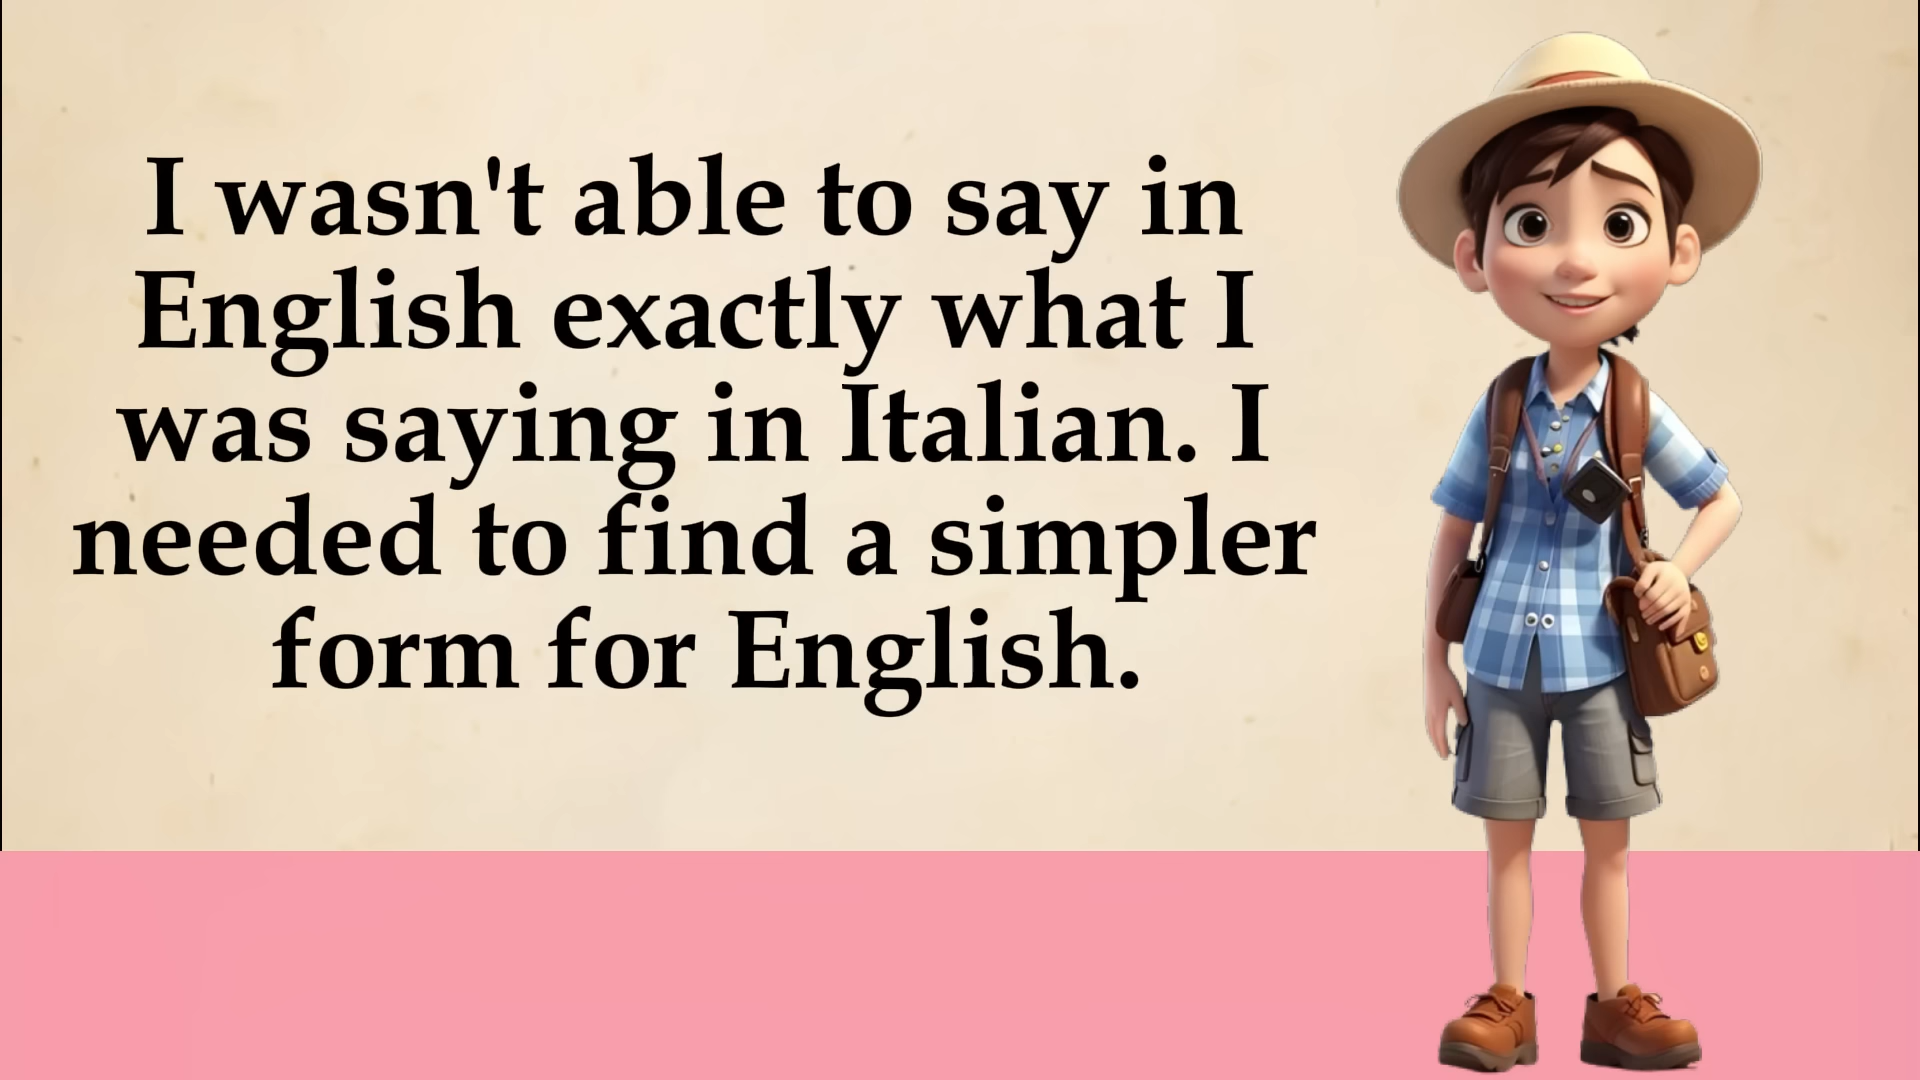 I wasn't able to say in
English exactly what I
was saying in Italian. I
needed to find a simpler
form for English.